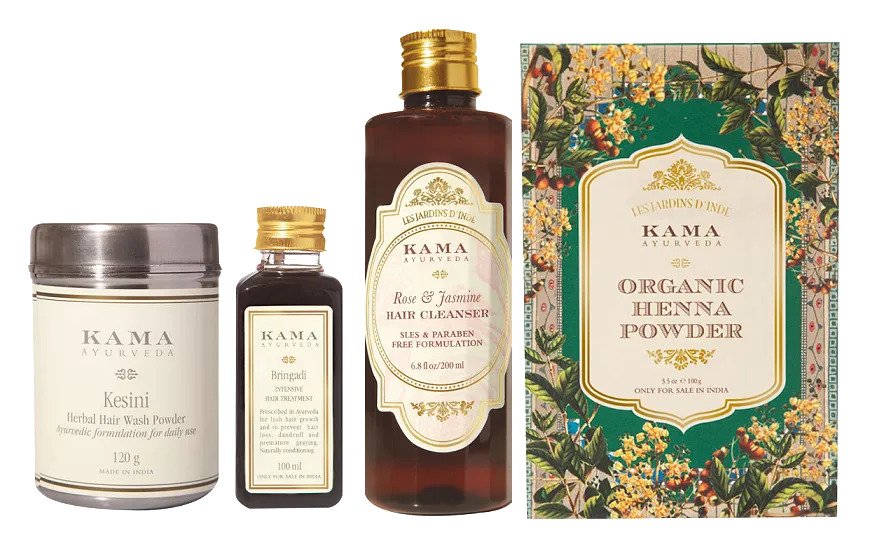 KAMA
AYURVEDA
Kesini
Herbal Hair Wash Powder
Ayurvedic formulation for daily use
120 g
MADE IN INDIA
KAMA
AYURVEDA
Bringadi
INTENSIVE
HAIR TREATMENT
Prescribed in Ayurveda
for lush hair growth
and to prevent hair
loss, dandruff and
premature graying.
Naturally conditioning.
100 ml
ONLY FOR SALE IN INDIA
LES JARDINS D'INDE
KAMA
AYURVEDA
Rose & Jasmine
HAIR CLEANSER
SLES & PARABEN
FREE FORMULATION
6.8 fl.oz/200 ml
LES JARDINS D'INDE
KAMA
AYURVEDA
ORGANIC
HENNA
POWDER
3.5 oz ℮ 100 g
ONLY FOR SALE IN INDIA